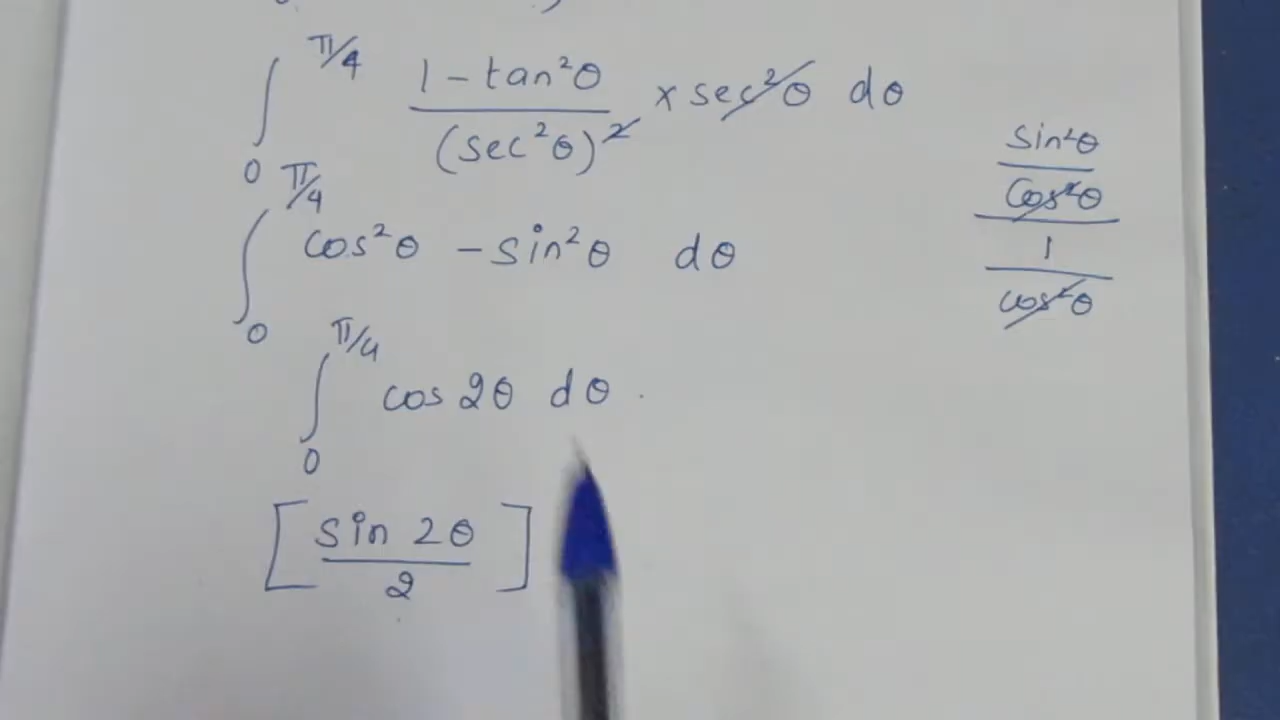 ∫₀^π/4 (1 - tan²θ)/(sec²θ)² × sec²θ dθ
∫₀^π/4 cos²θ - sin²θ dθ
∫₀^π/4 cos 2θ dθ.
[sin 2θ / 2]
sin²θ
cos²θ
1
cos²θ